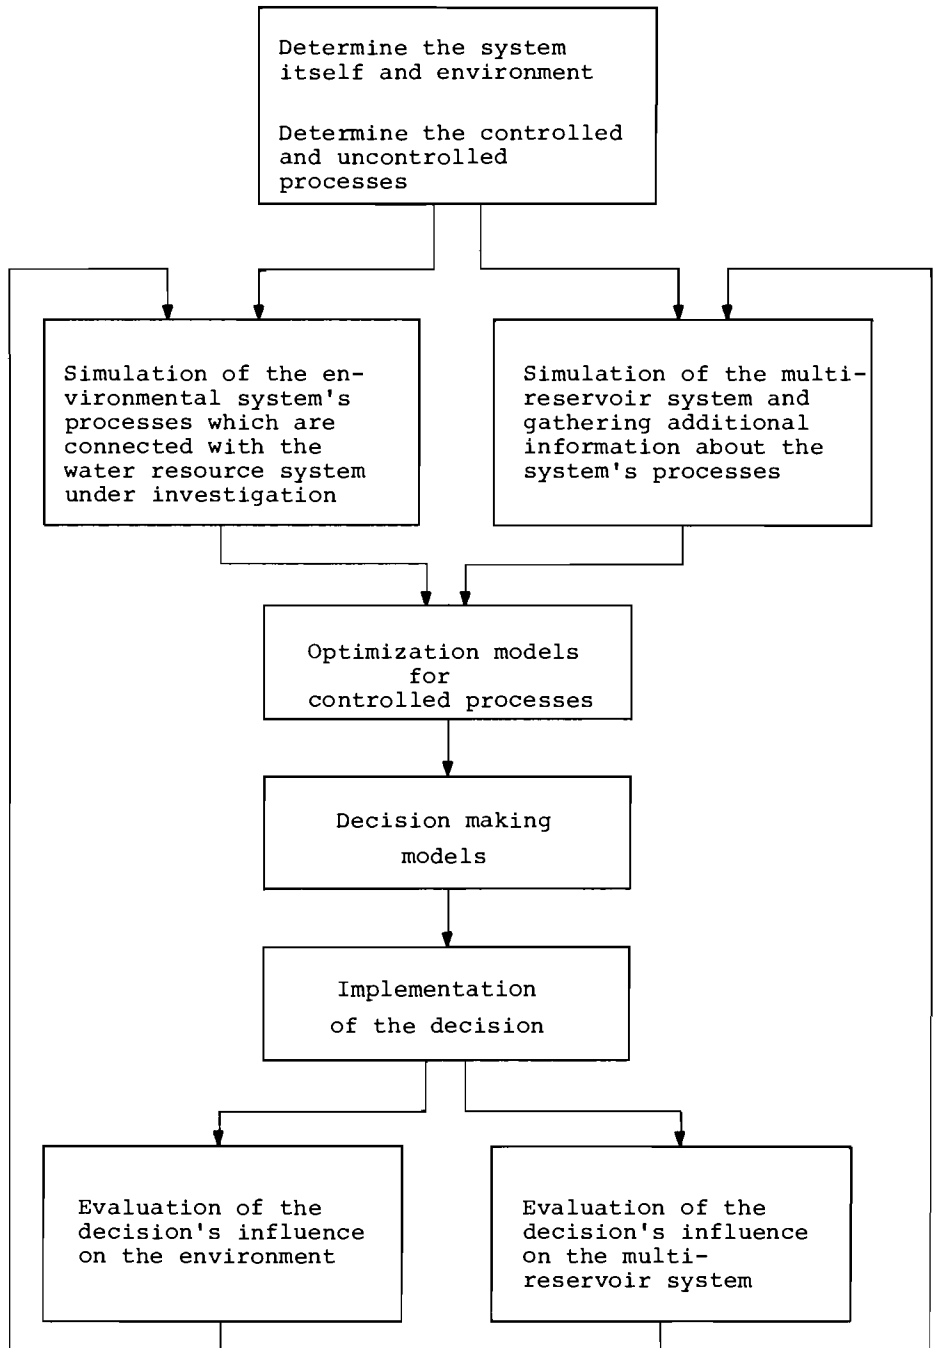 Determine the system
itself and environment
Determine the controlled
and uncontrolled
processes
Simulation of the en-
vironmental system's
processes which are
connected with the
water resource system
under investigation
Simulation of the multi-
reservoir system and
gathering additional
information about the
system's processes
Optimization models
for
controlled processes
Decision making
models
Implementation
of the decision
Evaluation of the
decision's influence
on the environment
Evaluation of the
decision's influence
on the multi-
reservoir system